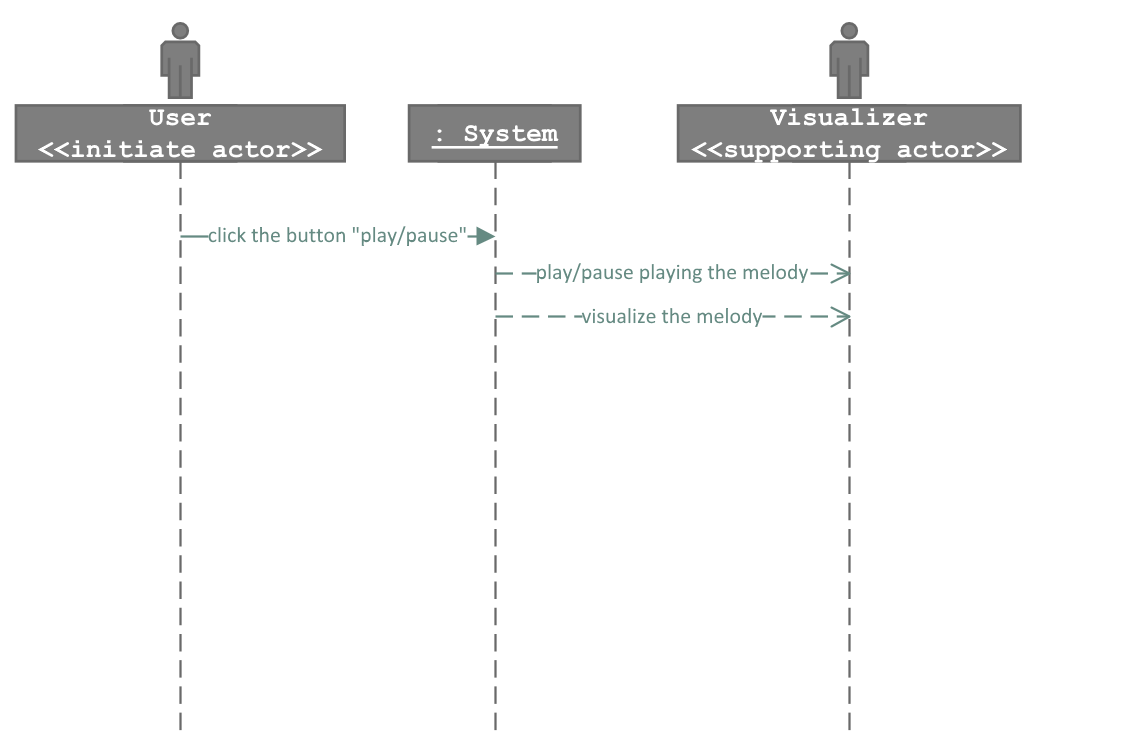 User
<<initiate actor>>
: System
Visualizer
<<supporting actor>>
click the button "play/pause"
play/pause playing the melody
visualize the melody